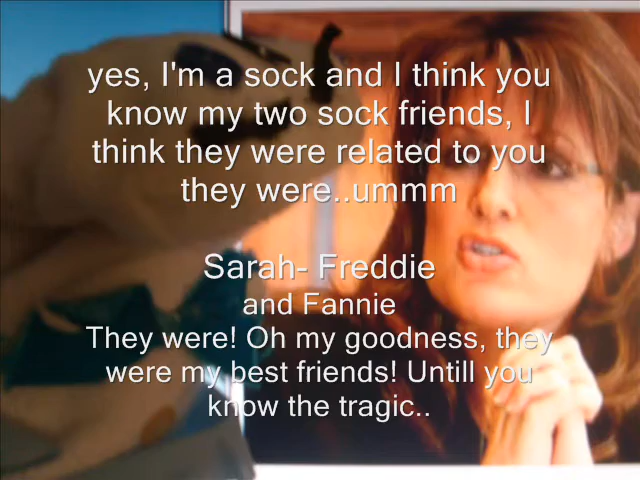 yes, I'm a sock and I think you
know my two sock friends, I
think they were related to you
they were..ummm
Sarah- Freddie
and Fannie
They were! Oh my goodness, they
were my best friends! Untill you
know the tragic..